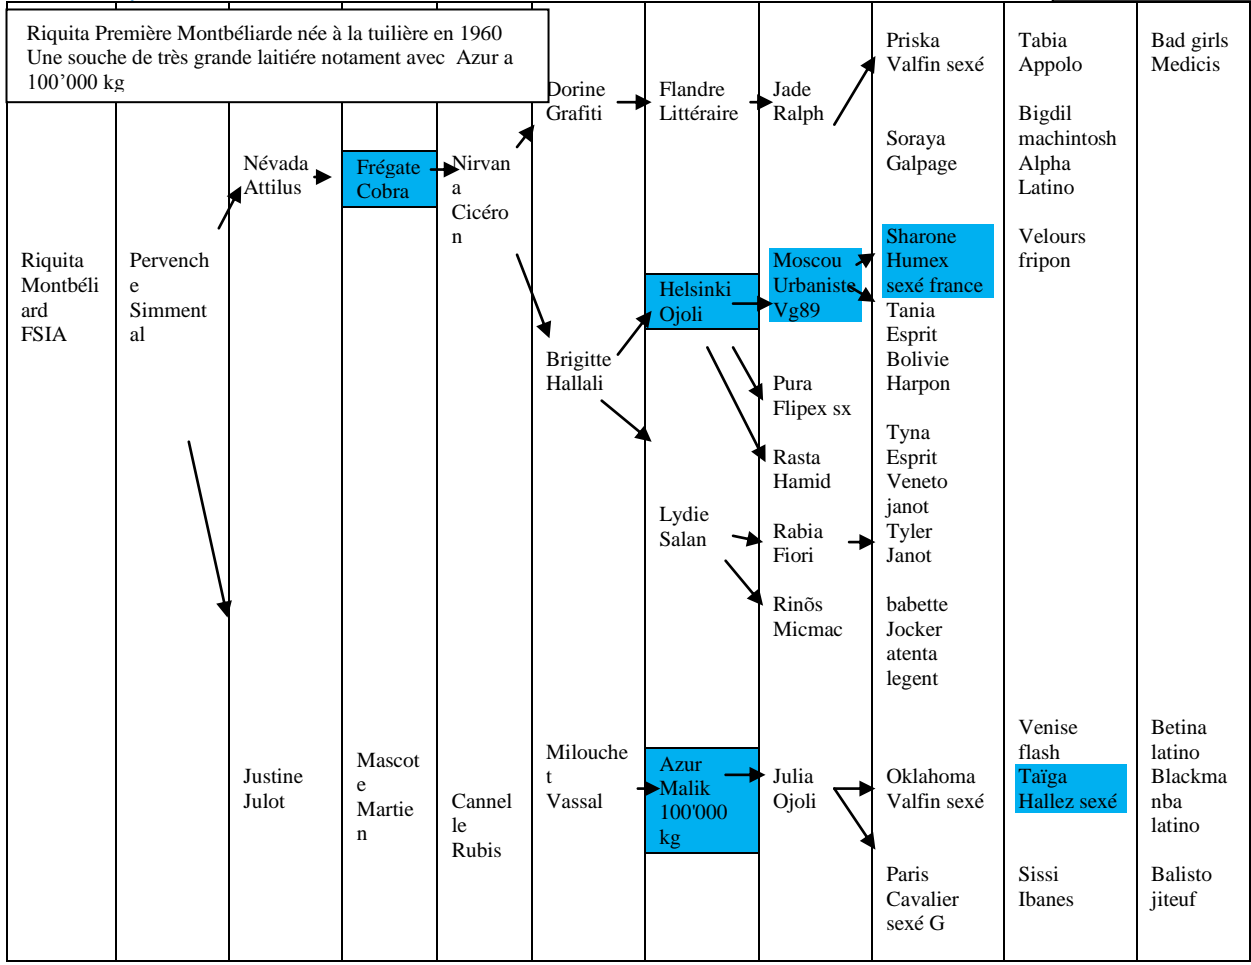 Riquita Première Montbéliarde née à la tuilière en 1960
Une souche de très grande laitiére notament avec Azur a
100’000 kg
Riquita
Montbéli
ard
FSIA
Pervench
e
Simment
al
Névada
Attilus
Justine
Julot
Frégate
Cobra
Mascot
e
Martie
n
Nirvan
a
Cicéro
n
Cannel
le
Rubis
Dorine
Grafiti
Brigitte
Hallali
Milouche
t
Vassal
Flandre
Littéraire
Helsinki
Ojoli
Lydie
Salan
Azur
Malik
100'000
kg
Jade
Ralph
Moscou
Urbaniste
Vg89
Pura
Flipex sx
Rasta
Hamid
Rabia
Fiori
Rinõs
Micmac
Julia
Ojoli
Priska
Valfin sexé
Soraya
Galpage
Sharone
Humex
sexé france
Tania
Esprit
Bolivie
Harpon
Tyna
Esprit
Veneto
janot
Tyler
Janot
babette
Jocker
atenta
legent
Oklahoma
Valfin sexé
Paris
Cavalier
sexé G
Tabia
Appolo
Bigdil
machintosh
Alpha
Latino
Velours
fripon
Venise
flash
Taïga
Hallez sexé
Sissi
Ibanes
Bad girls
Medicis
Betina
latino
Blackma
nba
latino
Balisto
jiteuf